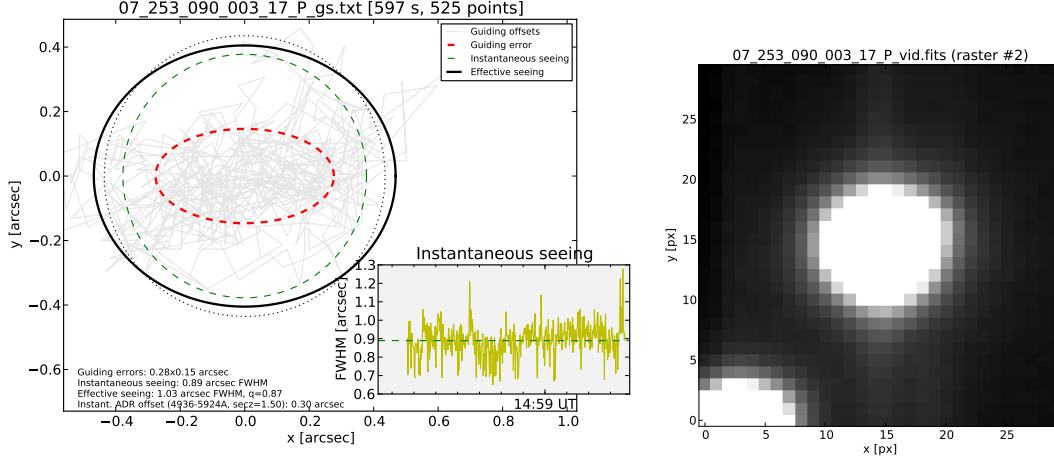 07_253_090_003_17_P_gs.txt [597 s, 525 points]
0.4
0.2
0.0
−0.2
−0.4
−0.6
y [arcsec]
Guiding offsets
Guiding error
Instantaneous seeing
Effective seeing
Instantaneous seeing
1.3
1.2
1.1
1.0
0.9
0.8
0.7
0.6
FWHM [arcsec]
14:59 UT
Guiding errors: 0.28x0.15 arcsec
Instantaneous seeing: 0.89 arcsec FWHM
Effective seeing: 1.03 arcsec FWHM, q=0.87
Instant. ADR offset (4936-5924A, secz=1.50): 0.30 arcsec
−0.4 −0.2 0.0 0.2 0.4 0.6 0.8 1.0
x [arcsec]
07_253_090_003_17_P_vid.fits (raster #2)
25
20
15
10
5
0
y [px]
0 5 10 15 20 25
x [px]